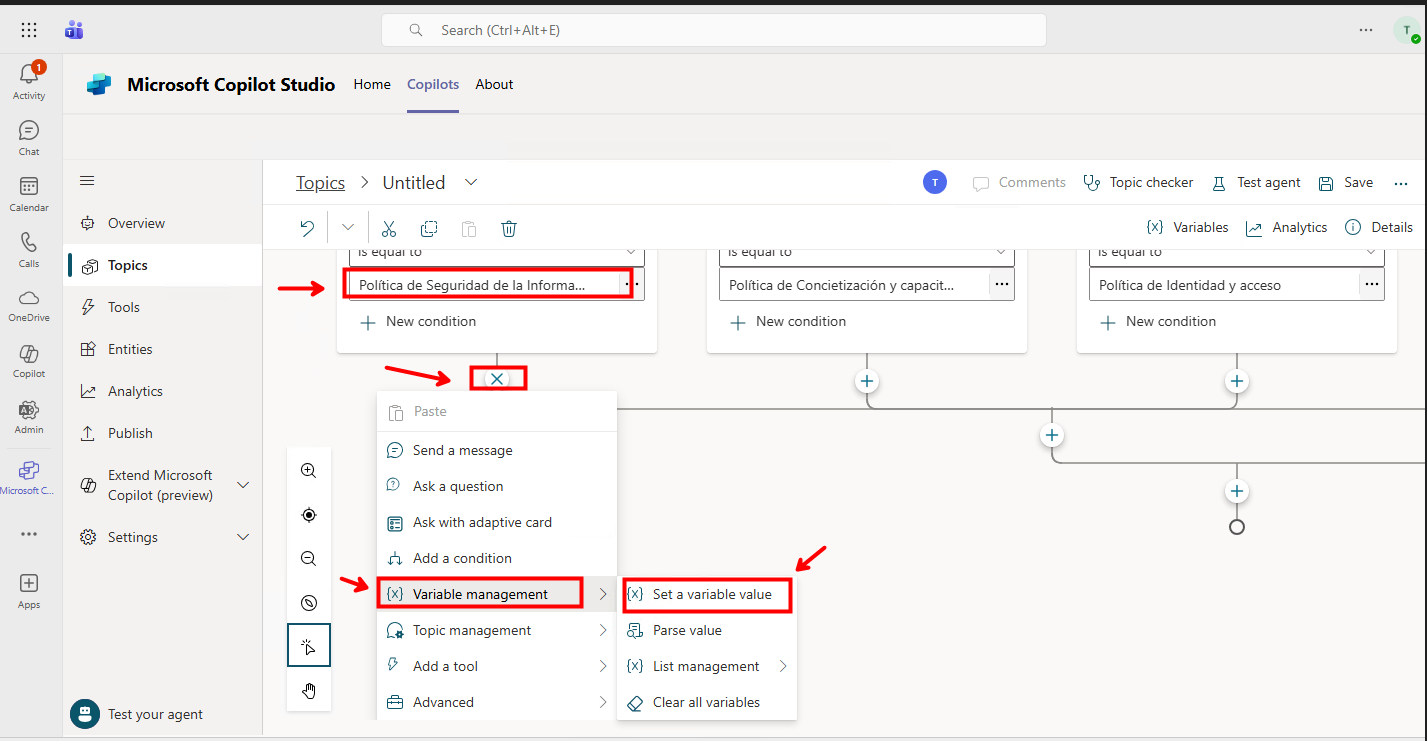 Search (Ctrl+Alt+E)
T
1
Activity
Chat
Calendar
Calls
OneDrive
Copilot
Admin
Microsoft C...
Apps
Microsoft Copilot Studio
Home
Copilots
About
Overview
Topics
Tools
Entities
Analytics
Publish
Extend Microsoft
Copilot (preview)
Settings
Test your agent
Topics > Untitled
T
Comments
Topic checker
Test agent
Save
Variables
Analytics
Details
is equal to
Política de Seguridad de la Informa...
New condition
is equal to
Política de Concietización y capacit...
New condition
is equal to
Política de Identidad y acceso
New condition
Paste
Send a message
Ask a question
Ask with adaptive card
Add a condition
Variable management
Topic management
Add a tool
Advanced
Set a variable value
Parse value
List management
Clear all variables